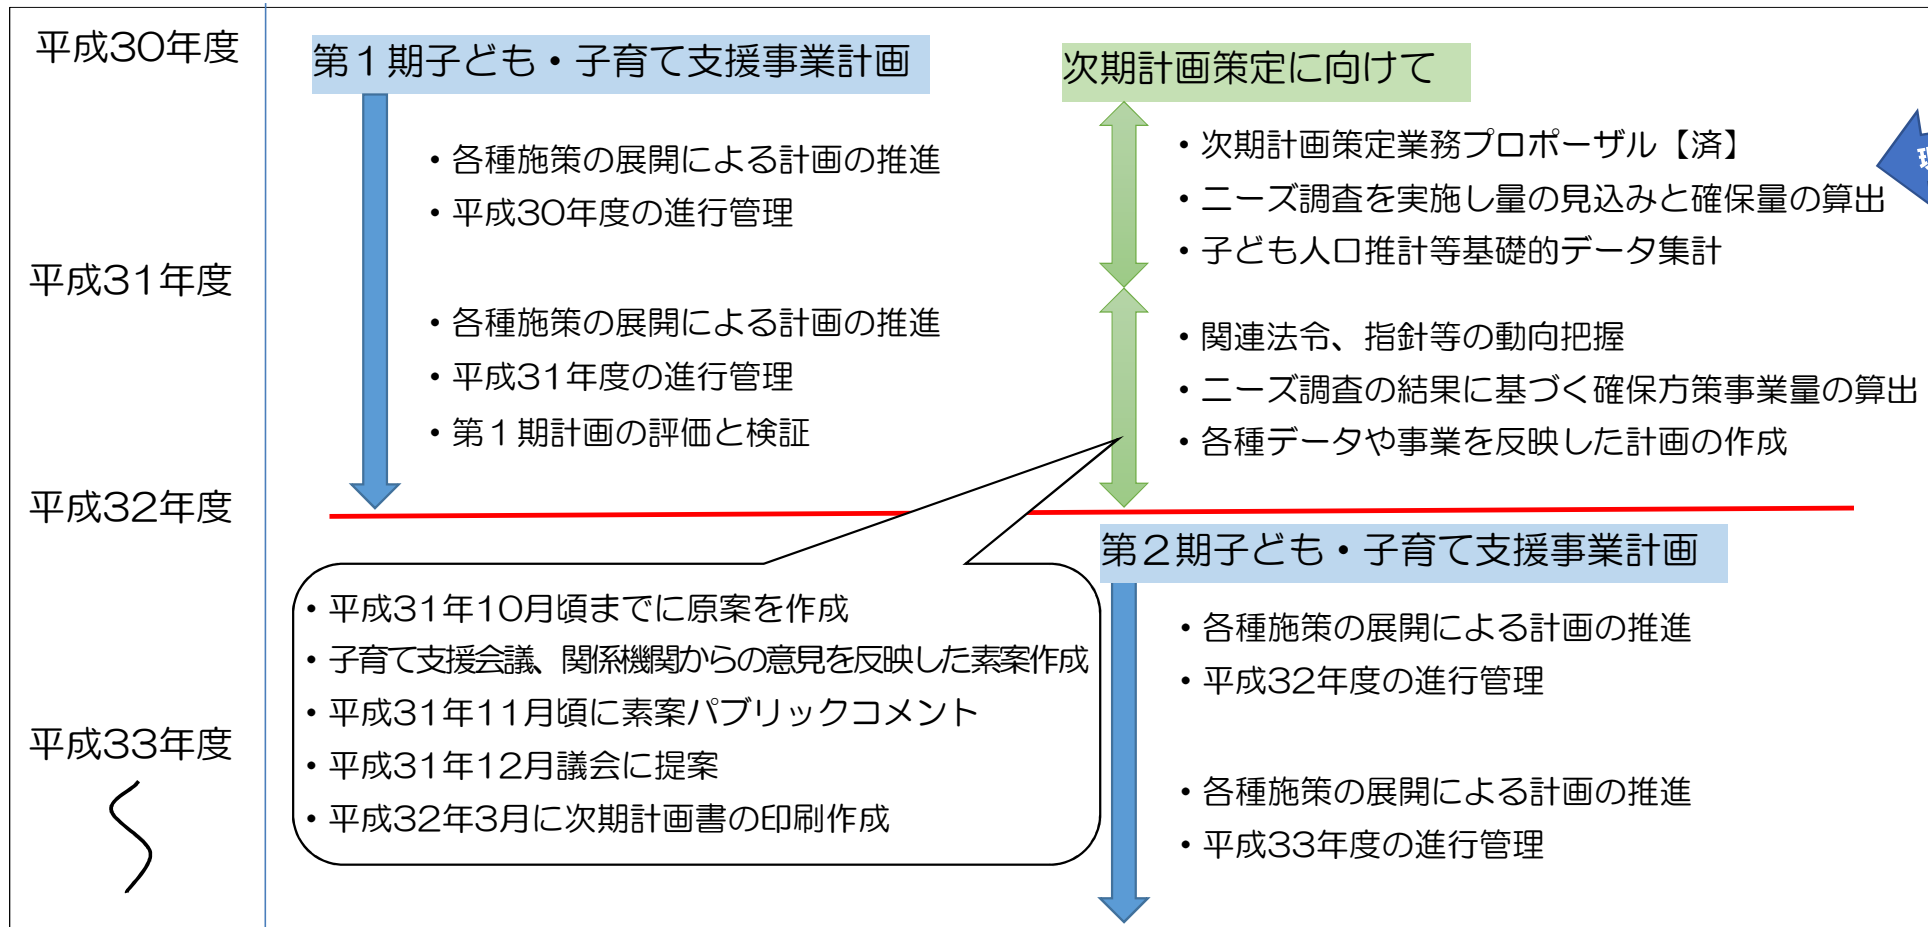 平成30年度
第１期子ども・子育て支援事業計画
・各種施策の展開による計画の推進
・平成30年度の進行管理
次期計画策定に向けて
・次期計画策定業務プロポーザル【済】
・ニーズ調査を実施し量の見込みと確保量の算出
・子ども人口推計等基礎的データ集計
平成31年度
・各種施策の展開による計画の推進
・平成31年度の進行管理
・第１期計画の評価と検証
・関連法令、指針等の動向把握
・ニーズ調査の結果に基づく確保方策事業量の算出
・各種データや事業を反映した計画の作成
平成32年度
・平成31年10月頃までに原案を作成
・子育て支援会議、関係機関からの意見を反映した素案作成
・平成31年11月頃に素案パブリックコメント
・平成31年12月議会に提案
・平成32年3月に次期計画書の印刷作成
第２期子ども・子育て支援事業計画
・各種施策の展開による計画の推進
・平成32年度の進行管理
平成33年度
・各種施策の展開による計画の推進
・平成33年度の進行管理